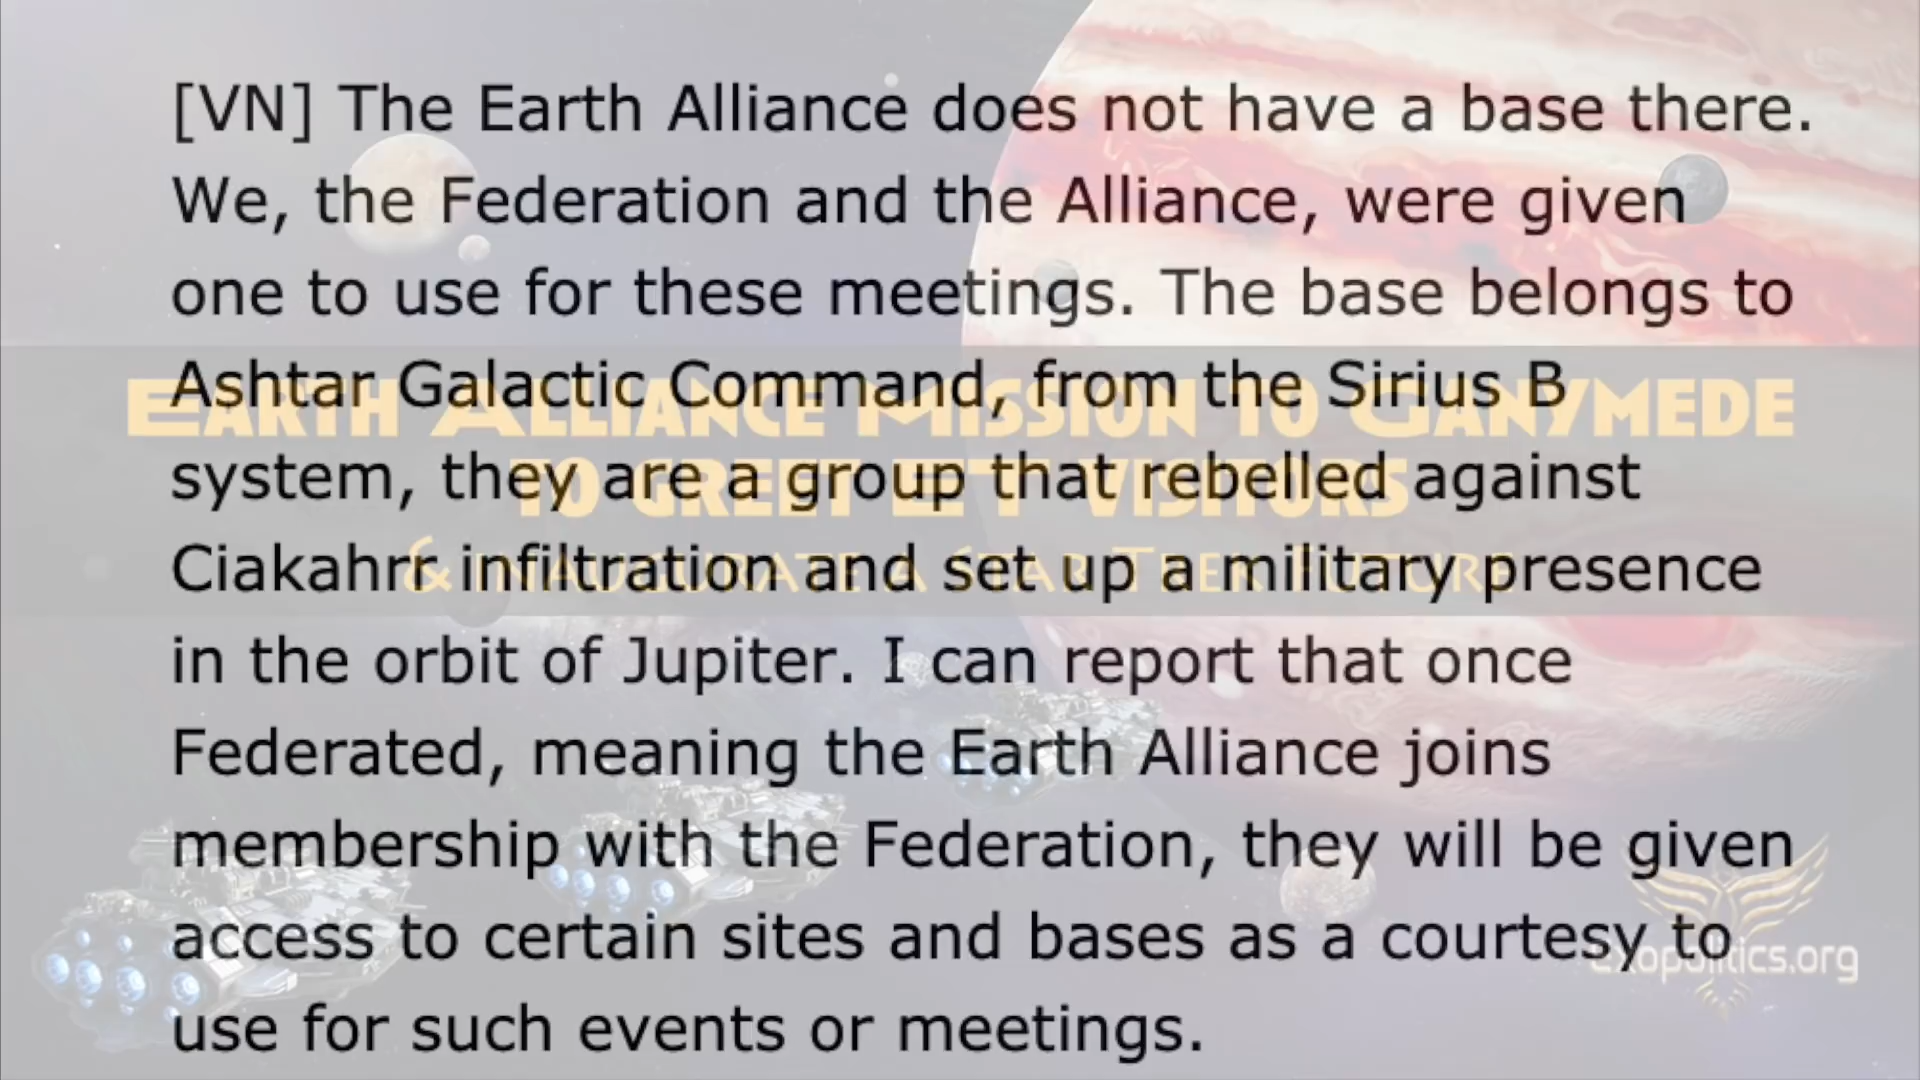 [VN] The Earth Alliance does not have a base there.
We, the Federation and the Alliance, were given
one to use for these meetings. The base belongs to
Ashtar Galactic Command, from the Sirius B
system, they are a group that rebelled against
Ciakahrr infiltration and set up a military presence
in the orbit of Jupiter. I can report that once
Federated, meaning the Earth Alliance joins
membership with the Federation, they will be given
access to certain sites and bases as a courtesy to
use for such events or meetings.
EARTH ALLIANCE MISSION TO GANYMEDE
TO GREET ET VISITORS
& INAUGURATE A STAR TREK FUTURE
exopolitics.org